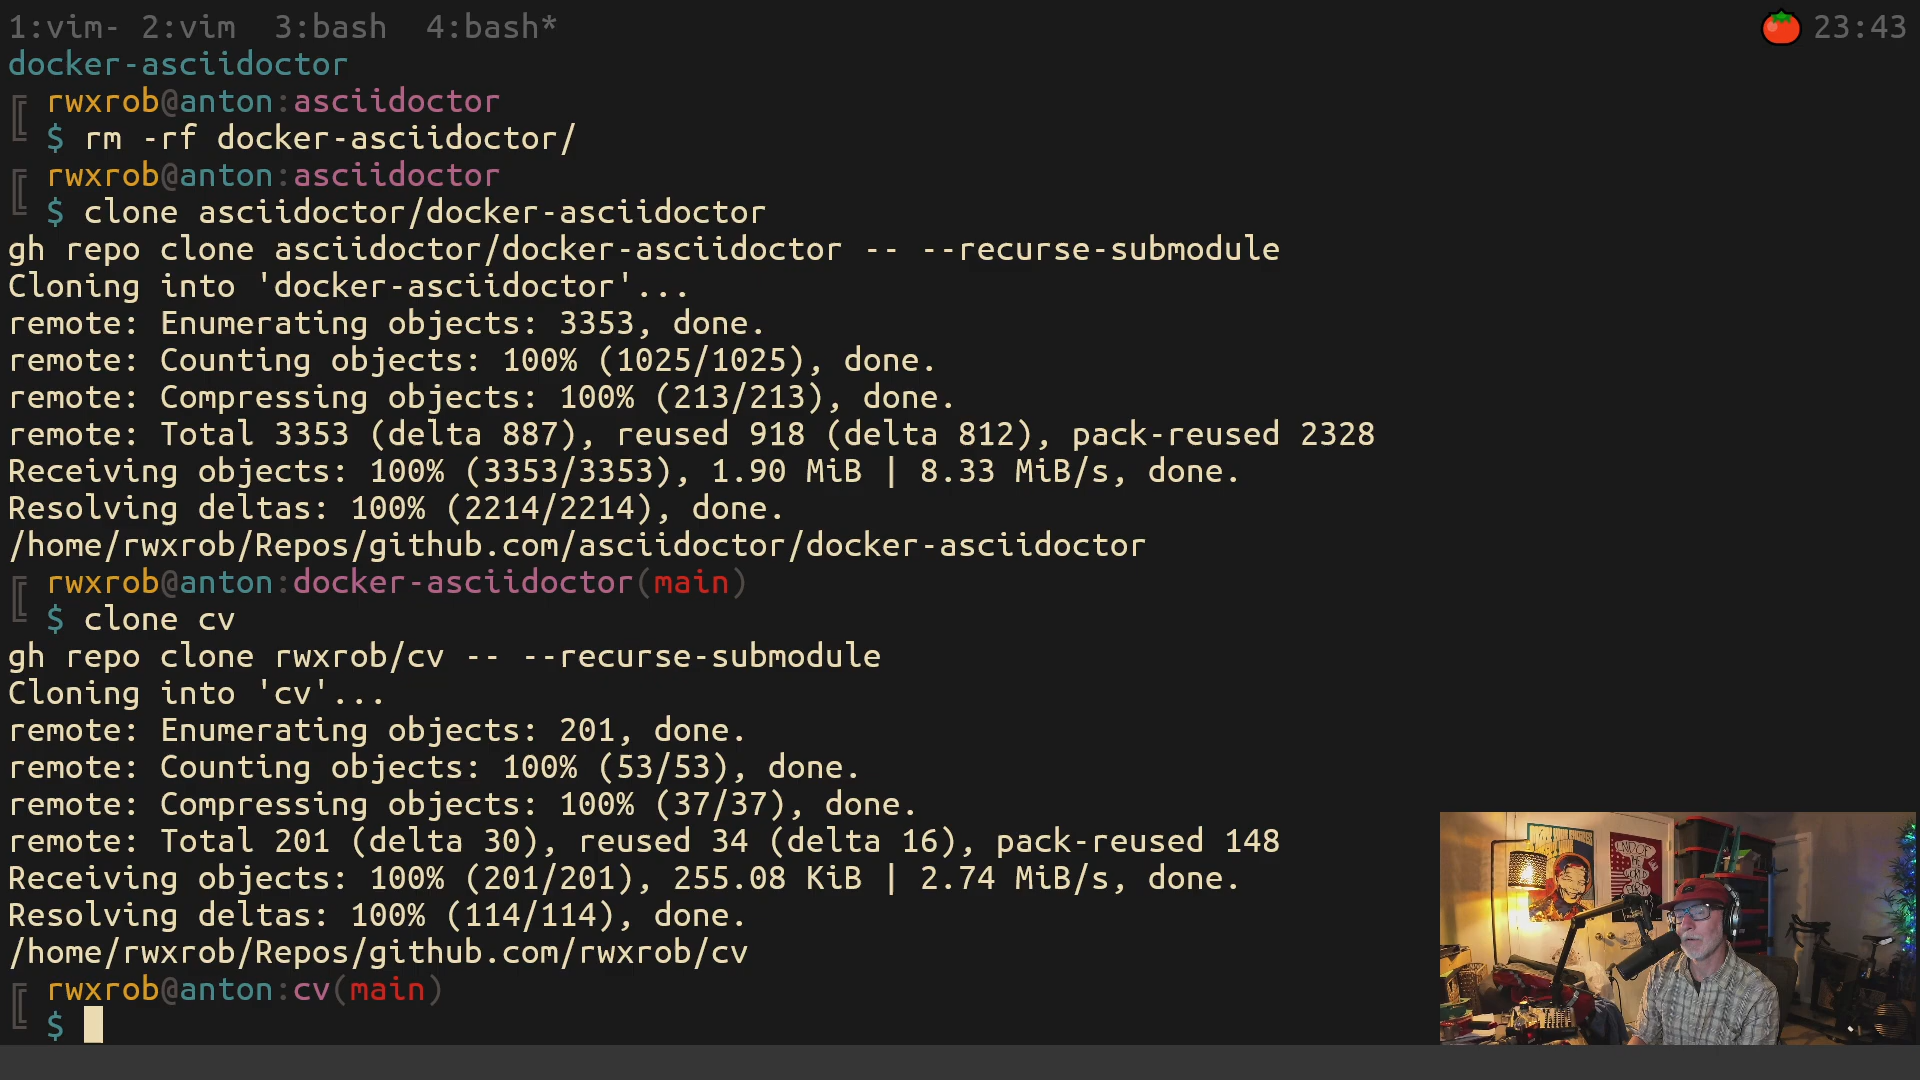 1:vim- 2:vim  3:bash  4:bash* 23:43
docker-asciidoctor
rwxrob@anton:asciidoctor
$ rm -rf docker-asciidoctor/
rwxrob@anton:asciidoctor
$ clone asciidoctor/docker-asciidoctor
gh repo clone asciidoctor/docker-asciidoctor -- --recurse-submodule
Cloning into 'docker-asciidoctor'...
remote: Enumerating objects: 3353, done.
remote: Counting objects: 100% (1025/1025), done.
remote: Compressing objects: 100% (213/213), done.
remote: Total 3353 (delta 887), reused 918 (delta 812), pack-reused 2328
Receiving objects: 100% (3353/3353), 1.90 MiB | 8.33 MiB/s, done.
Resolving deltas: 100% (2214/2214), done.
/home/rwxrob/Repos/github.com/asciidoctor/docker-asciidoctor
rwxrob@anton:docker-asciidoctor(main)
$ clone cv
gh repo clone rwxrob/cv -- --recurse-submodule
Cloning into 'cv'...
remote: Enumerating objects: 201, done.
remote: Counting objects: 100% (53/53), done.
remote: Compressing objects: 100% (37/37), done.
remote: Total 201 (delta 30), reused 34 (delta 16), pack-reused 148
Receiving objects: 100% (201/201), 255.08 KiB | 2.74 MiB/s, done.
Resolving deltas: 100% (114/114), done.
/home/rwxrob/Repos/github.com/rwxrob/cv
rwxrob@anton:cv(main)
$